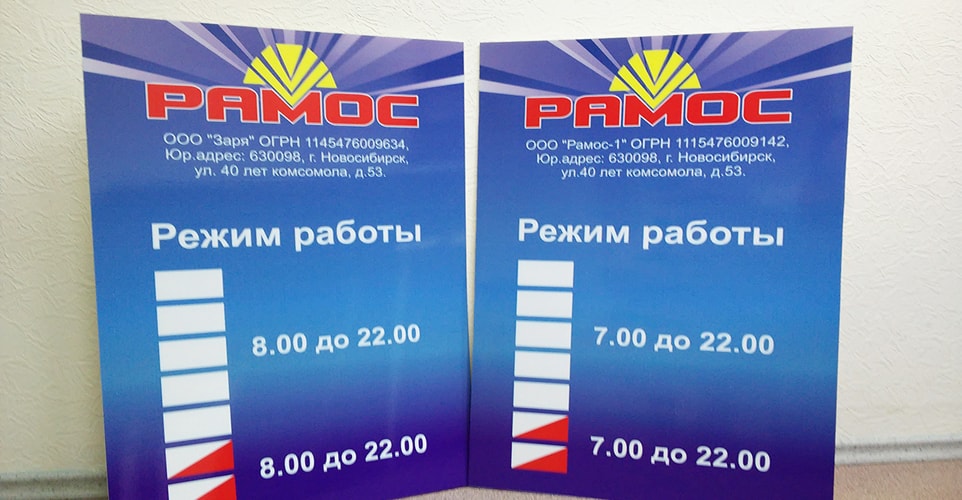 РАМОС
ООО "Заря" ОГРН 1145476009634,
Юр.адрес: 630098, г. Новосибирск,
ул. 40 лет комсомола, д.53.
Режим работы
8.00 до 22.00
8.00 до 22.00
РАМОС
ООО "Рамос-1" ОГРН 1115476009142,
Юр.адрес: 630098, г. Новосибирск,
ул. 40 лет комсомола, д.53.
Режим работы
7.00 до 22.00
7.00 до 22.00